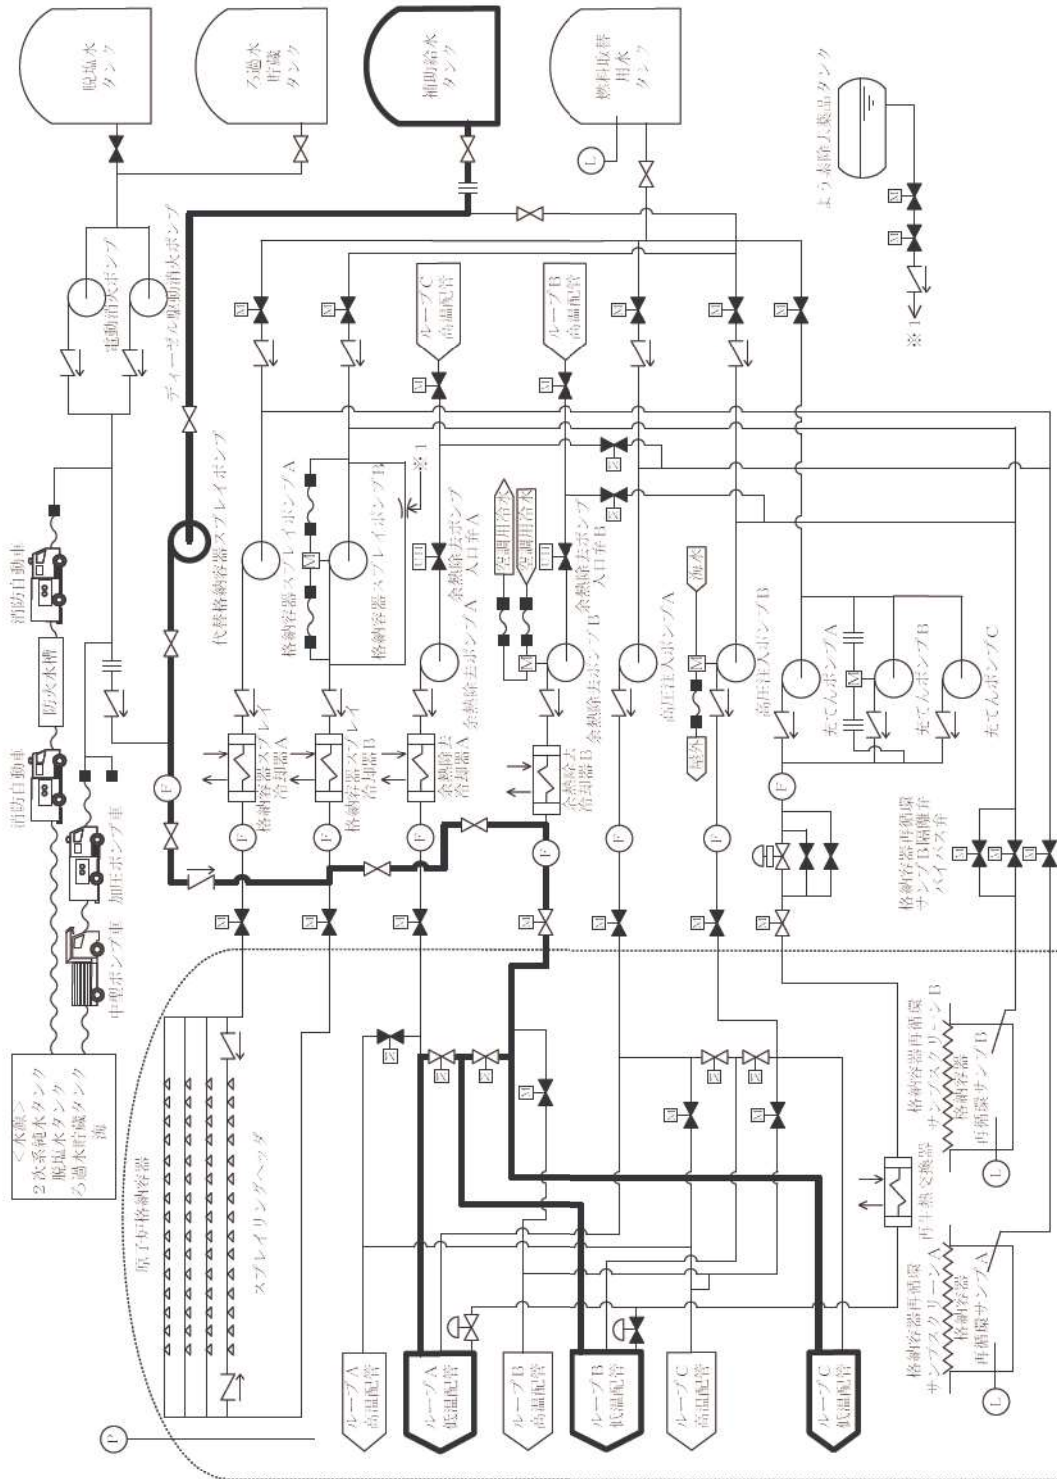 脱塩水
タンク
ろ過水
貯蔵
タンク
補助給水
タンク
燃料取替
用水
タンク
L
よう素除去薬品タンク
M
M
※1
電動消火ポンプ
ディーゼル駆動消火ポンプ
消防自動車
防火水槽
消防自動車
加圧ポンプ車
中型ポンプ車
<水源>
2次系純水タンク
脱塩水タンク
ろ過水貯蔵タンク
海
代替格納容器スプレイポンプ
F
M
M
M
M
M
ループC
高温配管
ループB
高温配管
M
M
格納容器スプレイポンプA
M
格納容器スプレイポンプB
※1
余熱除去ポンプ
入口弁A
余熱除去ポンプA
空調用冷水
空調用冷水
余熱除去ポンプ
入口弁B
M
余熱除去ポンプB
高圧注入ポンプA
海水
M
屋外
高圧注入ポンプB
充てんポンプA
M
充てんポンプB
充てんポンプC
格納容器スプレイ
冷却器A
格納容器スプレイ
冷却器B
余熱除去
冷却器A
余熱除去
冷却器B
F
F
F
F
F
F
F
M
M
M
M
M
M
M
格納容器再循環
サンプB隔離弁
バイパス弁
M
M
M
原子炉格納容器
スプレイリングヘッダ
P
M
M
M
再生熱交換器
格納容器再循環
サンプスクリーンB
格納容器
再循環サンプB
L
格納容器再循環
サンプスクリーンA
格納容器
再循環サンプA
L
ループA
高温配管
ループA
低温配管
ループB
高温配管
ループB
低温配管
ループC
高温配管
ループC
低温配管